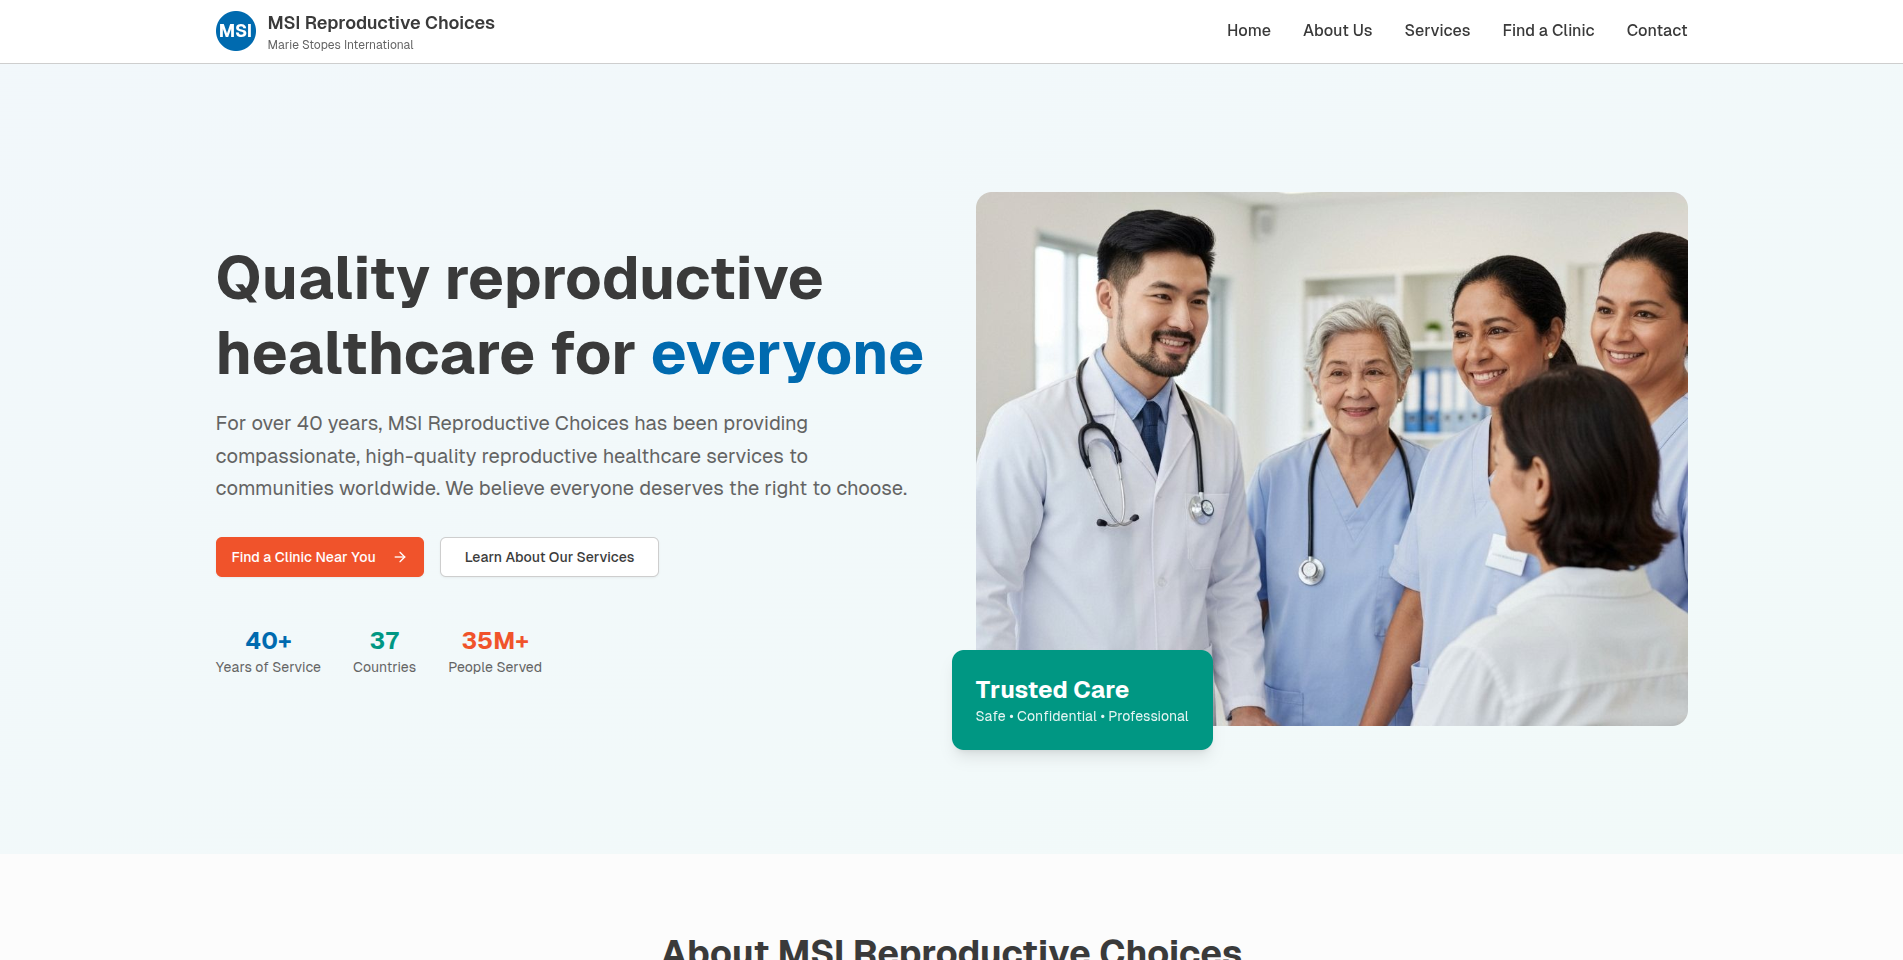 MSI
MSI Reproductive Choices
Marie Stopes International
Home
About Us
Services
Find a Clinic
Contact
Quality reproductive
healthcare for everyone
For over 40 years, MSI Reproductive Choices has been providing
compassionate, high-quality reproductive healthcare services to
communities worldwide. We believe everyone deserves the right to choose.
Find a Clinic Near You
Learn About Our Services
40+
Years of Service
37
Countries
35M+
People Served
Trusted Care
Safe • Confidential • Professional
About MSI Reproductive Choices